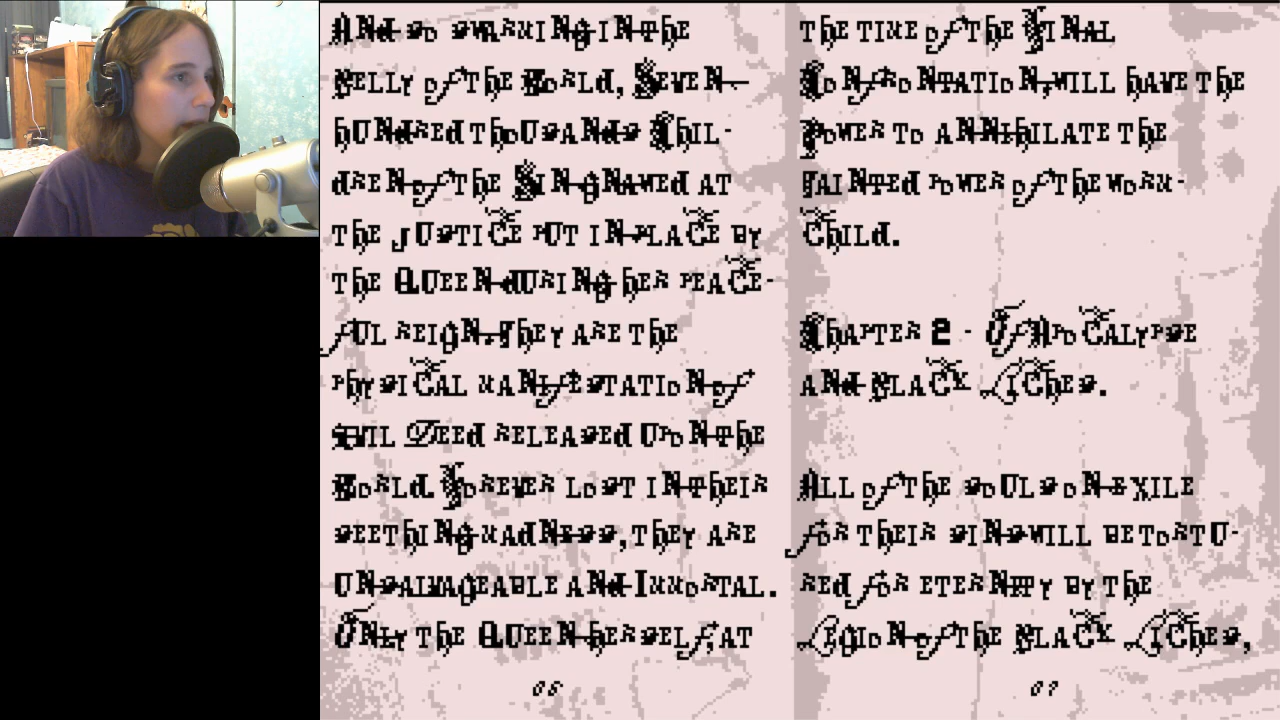 And so swarming in the
Belly of the World, Seven-
hundred thousands Chil-
dren of the Sin gnawed at
the justice put in place by
the Queen during her peace-
ful reign. They are the
physical manifestation of
Evil Deed released upon the
World. Forever lost in their
seething madness, they are
unsalvageable and Immortal.
Only the Queen herself, at
06
the time of the Final
Confrontation, will have the
Power to annihilate the
Tainted power of the worm-
Child.
Chapter 2 - Of Apocalypse
and Black Liches.
All of the souls on exile
for their sins will be tortu-
red for eternity by the
Legion of the Black Liches,
07